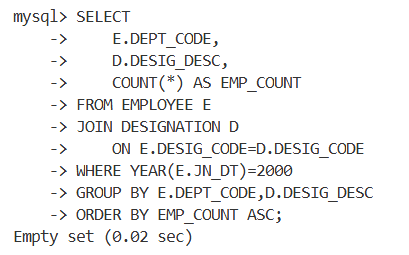 mysql> SELECT
    ->     E.DEPT_CODE,
    ->     D.DESIG_DESC,
    ->     COUNT(*) AS EMP_COUNT
    -> FROM EMPLOYEE E
    -> JOIN DESIGNATION D
    ->     ON E.DESIG_CODE=D.DESIG_CODE
    -> WHERE YEAR(E.JN_DT)=2000
    -> GROUP BY E.DEPT_CODE,D.DESIG_DESC
    -> ORDER BY EMP_COUNT ASC;
Empty set (0.02 sec)